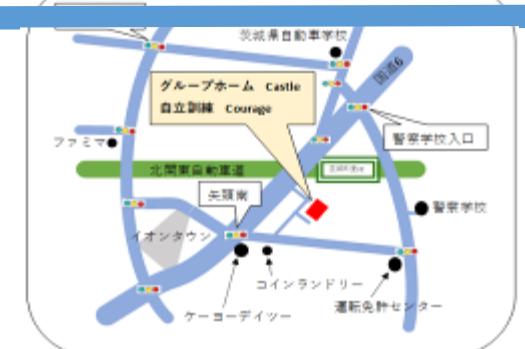 茨城県自動車学校
国道6
グループホーム Castle
自立訓練 Courage
警察学校入口
ファミマ
北関東自動車道
矢頭南
警察学校
イオンタウン
コインランドリー
運転免許センター
ケーヨーデイツー